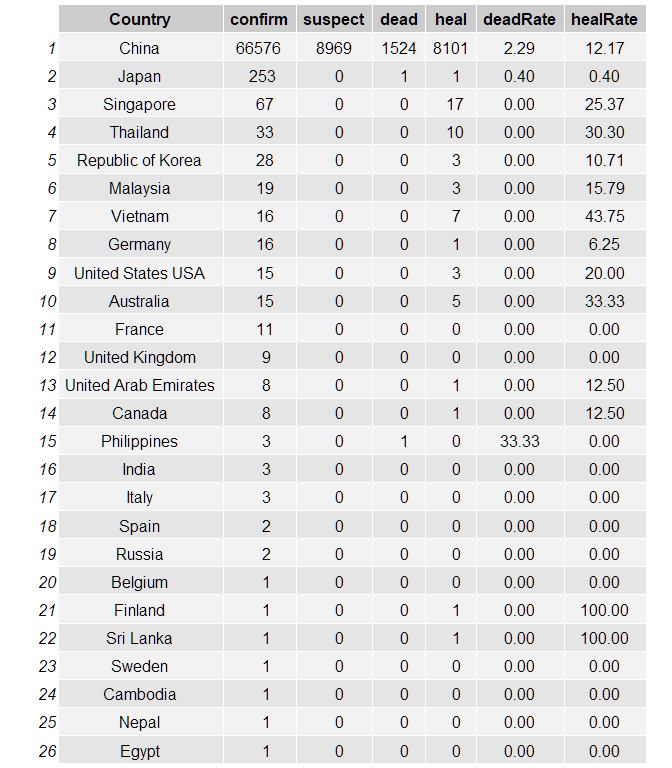 Country confirm suspect dead heal deadRate healRate
1 China 66576 8969 1524 8101 2.29 12.17
2 Japan 253 0 1 1 0.40 0.40
3 Singapore 67 0 0 17 0.00 25.37
4 Thailand 33 0 0 10 0.00 30.30
5 Republic of Korea 28 0 0 3 0.00 10.71
6 Malaysia 19 0 0 3 0.00 15.79
7 Vietnam 16 0 0 7 0.00 43.75
8 Germany 16 0 0 1 0.00 6.25
9 United States USA 15 0 0 3 0.00 20.00
10 Australia 15 0 0 5 0.00 33.33
11 France 11 0 0 0 0.00 0.00
12 United Kingdom 9 0 0 0 0.00 0.00
13 United Arab Emirates 8 0 0 1 0.00 12.50
14 Canada 8 0 0 1 0.00 12.50
15 Philippines 3 0 1 0 33.33 0.00
16 India 3 0 0 0 0.00 0.00
17 Italy 3 0 0 0 0.00 0.00
18 Spain 2 0 0 0 0.00 0.00
19 Russia 2 0 0 0 0.00 0.00
20 Belgium 1 0 0 0 0.00 0.00
21 Finland 1 0 0 1 0.00 100.00
22 Sri Lanka 1 0 0 1 0.00 100.00
23 Sweden 1 0 0 0 0.00 0.00
24 Cambodia 1 0 0 0 0.00 0.00
25 Nepal 1 0 0 0 0.00 0.00
26 Egypt 1 0 0 0 0.00 0.00